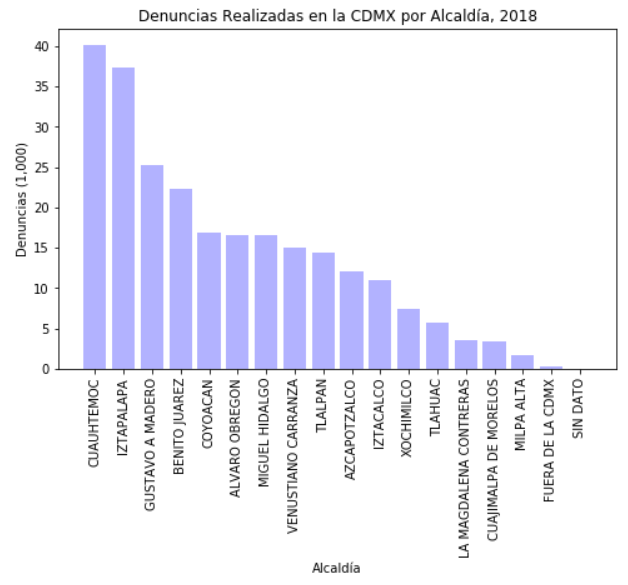 Denuncias Realizadas en la CDMX por Alcaldía, 2018
Denuncias (1,000)
40
35
30
25
20
15
10
5
0
CUAUHTEMOC
IZTAPALAPA
GUSTAVO A MADERO
BENITO JUAREZ
COYOACAN
ALVARO OBREGON
MIGUEL HIDALGO
VENUSTIANO CARRANZA
TLALPAN
AZCAPOTZALCO
IZTACALCO
XOCHIMILCO
TLAHUAC
LA MAGDALENA CONTRERAS
CUAJIMALPA DE MORELOS
MILPA ALTA
FUERA DE LA CDMX
SIN DATO
Alcaldía